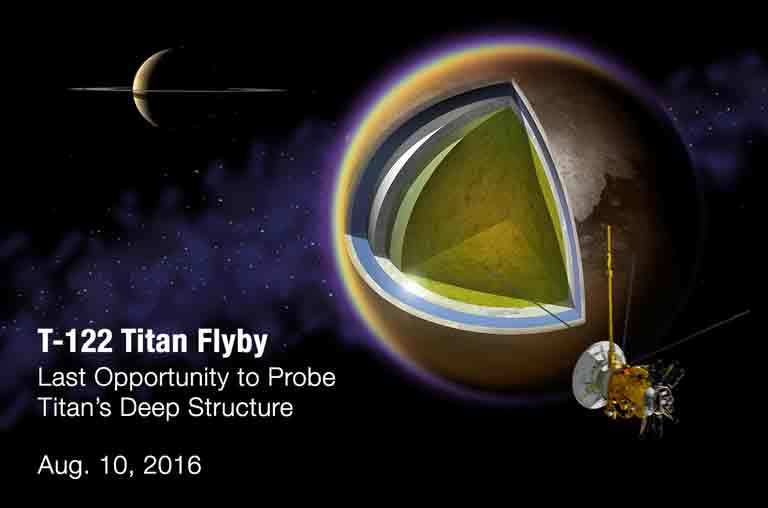 T-122 Titan Flyby
Last Opportunity to Probe
Titan's Deep Structure
Aug. 10, 2016